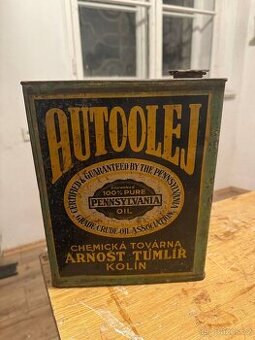 AUTOOLEJ
CERTIFIED & GUARANTEED BY THE PENNSYLVANIA
GRADE CRUDE OIL ASSOCIATION.
100% PURE
PENNSYLVANIA
OIL
CHEMICKÁ TOVÁRNA
ARNOŠT TUMLÍŘ
KOLÍN